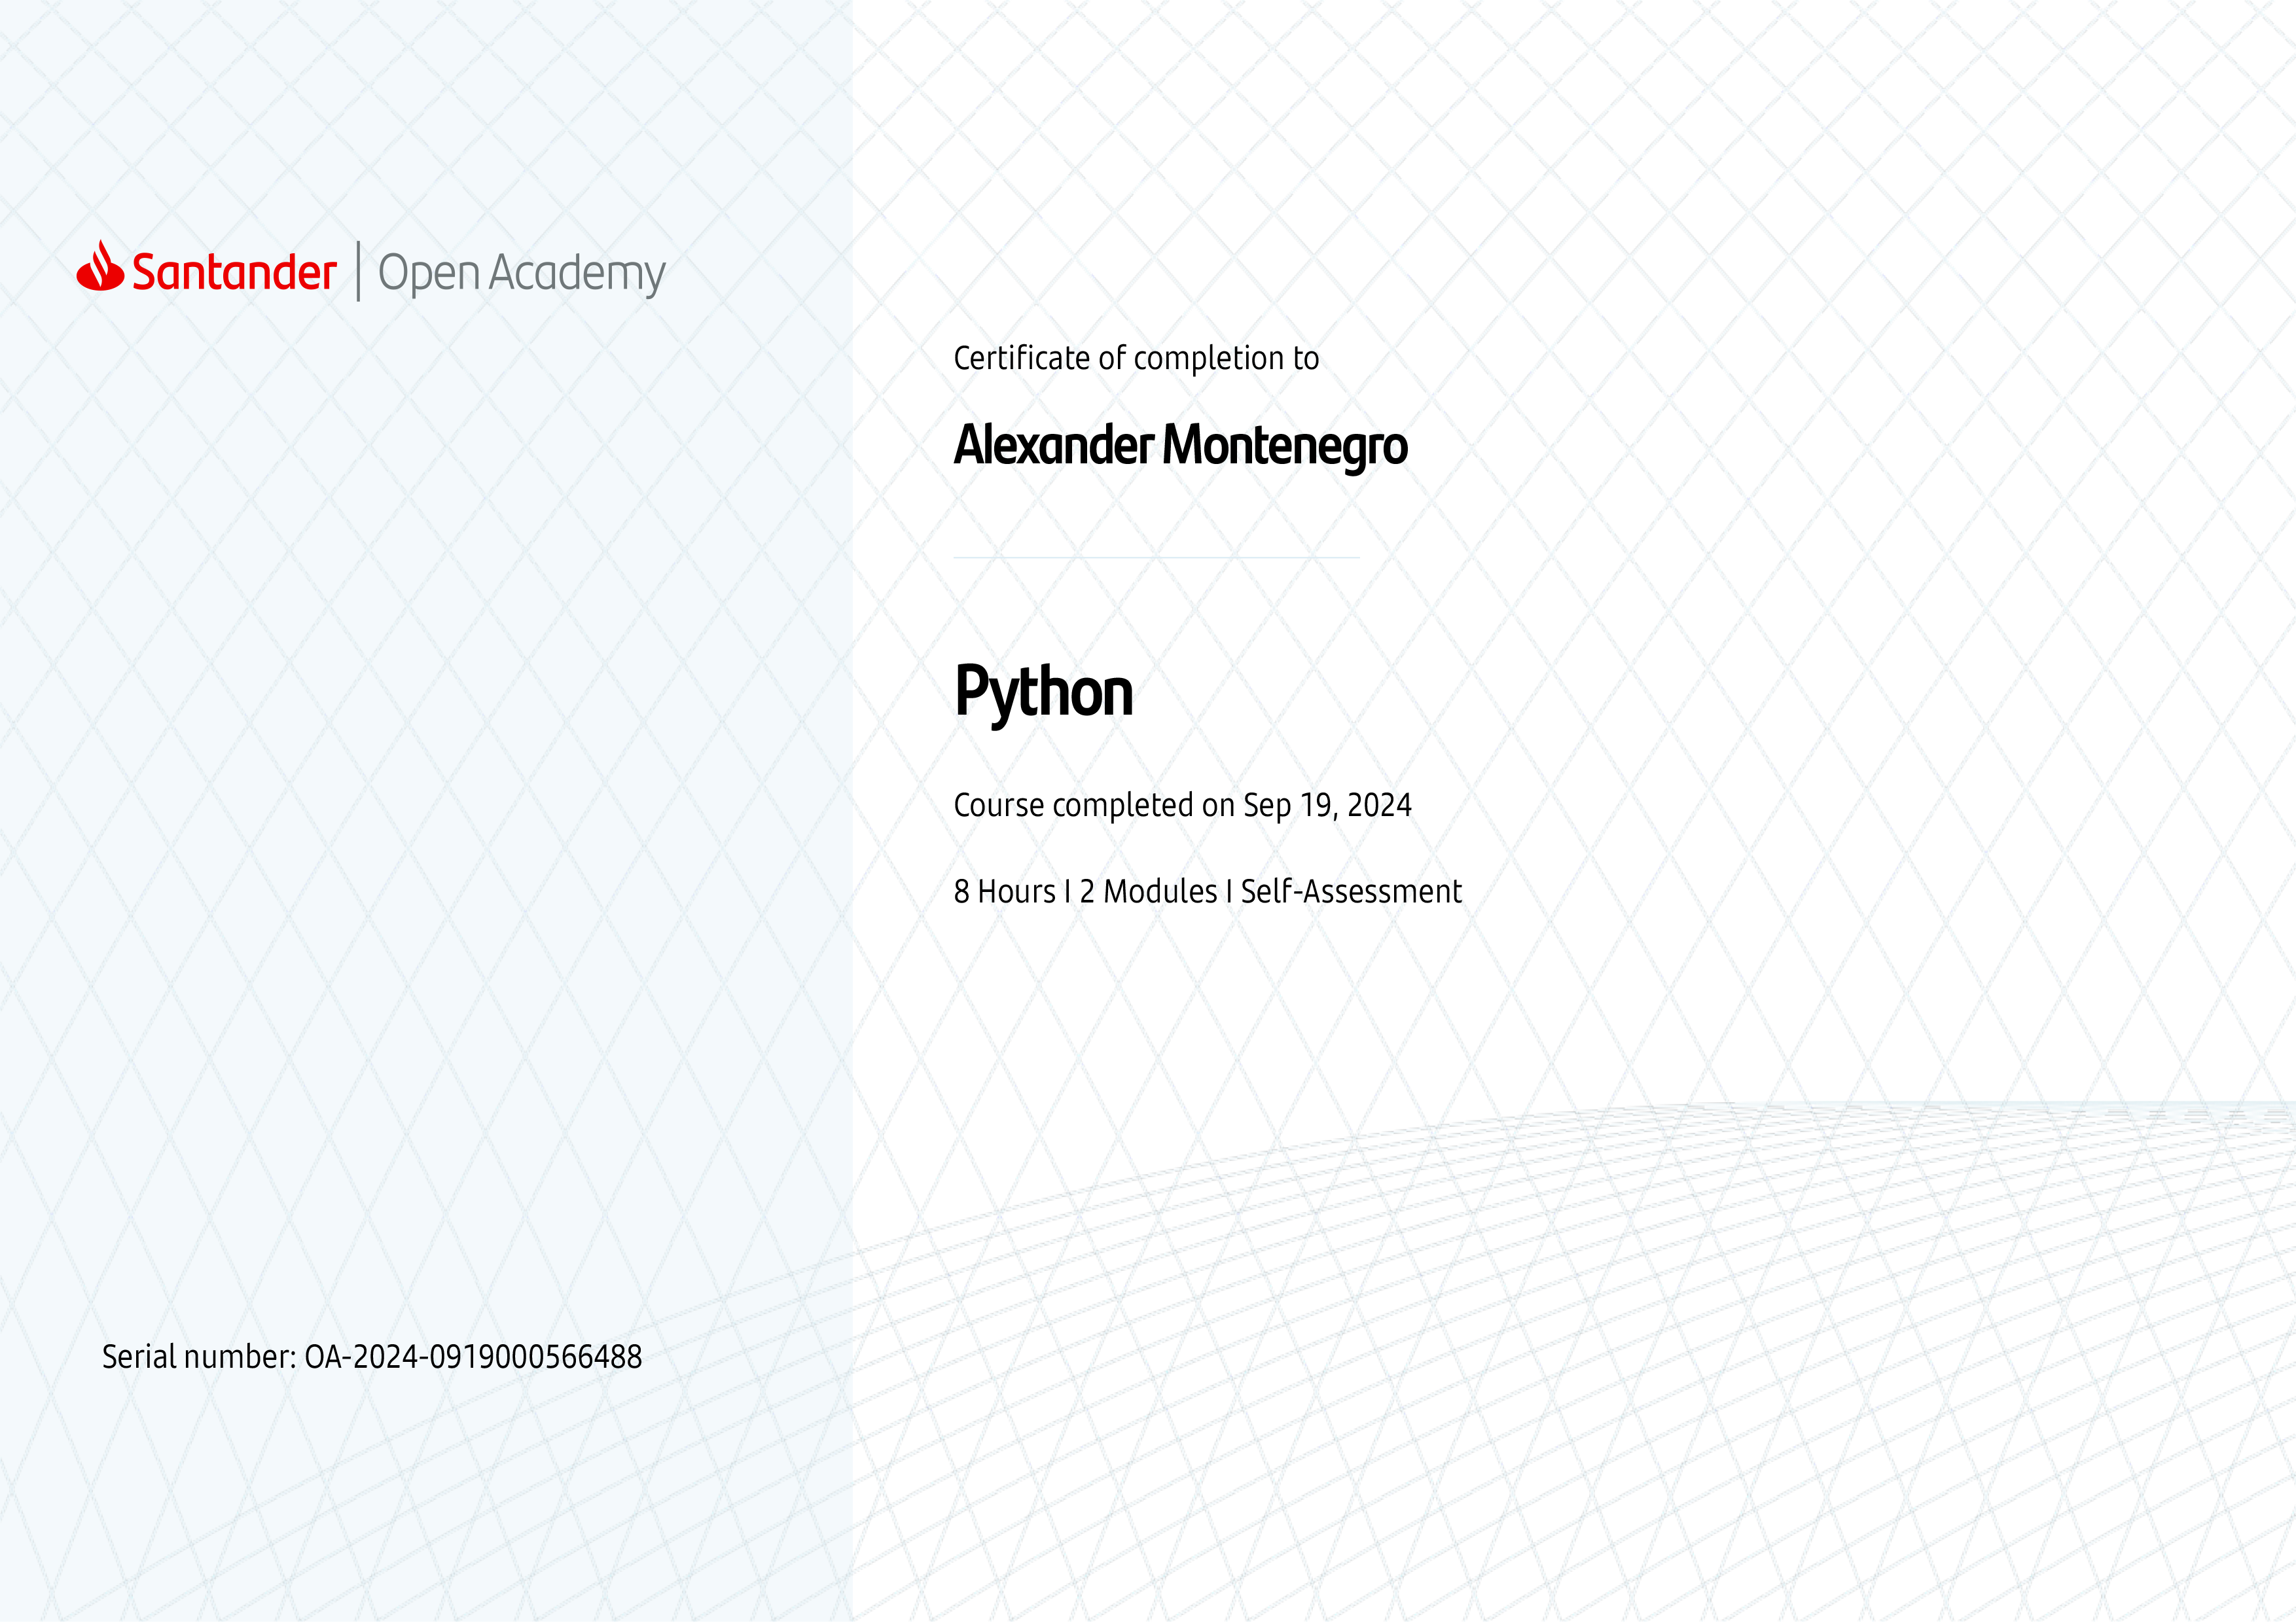 Santander | Open Academy
Certificate of completion to
Alexander Montenegro
Python
Course completed on Sep 19, 2024
8 Hours I 2 Modules I Self-Assessment
Serial number: OA-2024-0919000566488